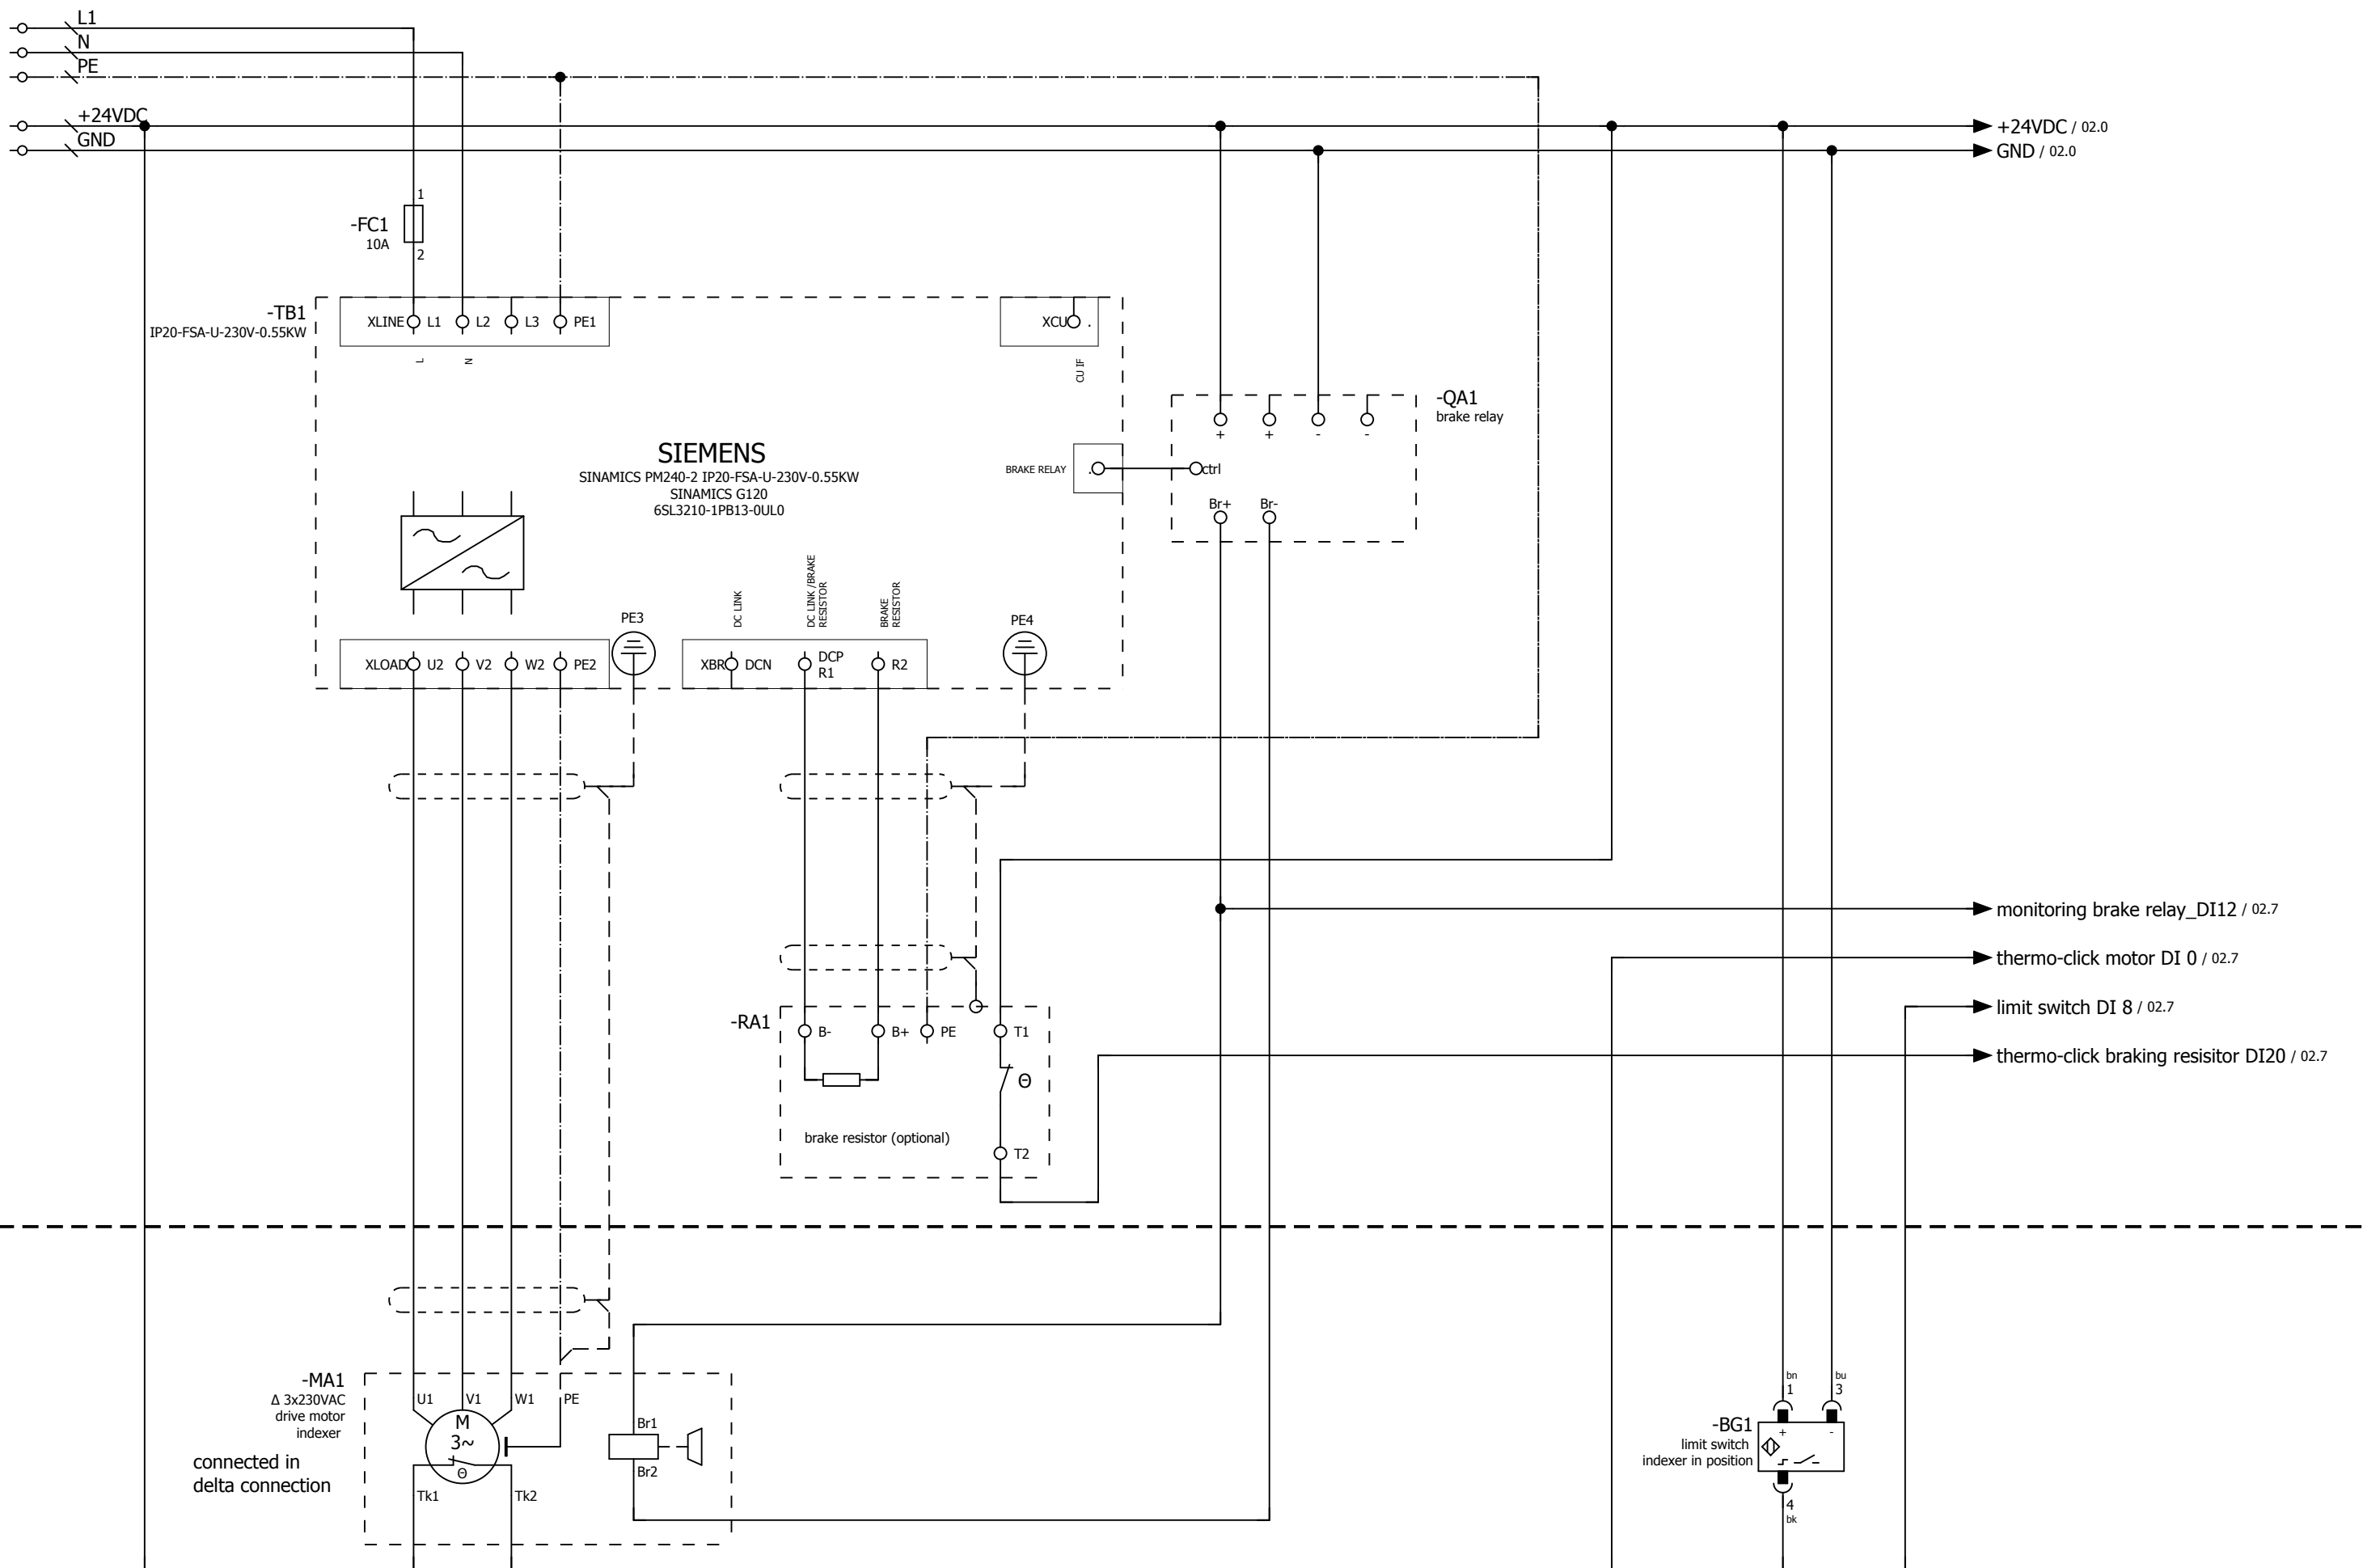 L1
N
PE
+24VDC
GND
+24VDC / 02.0
GND / 02.0
1
-FC1
10A
2
-TB1
IP20-FSA-U-230V-0.55KW
XLINE L1 L2 L3 PE1
L N
XCU .
CU IF
-QA1
brake relay
+ + - -
SIEMENS
SINAMICS PM240-2 IP20-FSA-U-230V-0.55KW
SINAMICS G120
6SL3210-1PB13-0UL0
BRAKE RELAY .
ctrl
Br+ Br-
DC LINK
DC LINK /BRAKE
RESISTOR
BRAKE
RESISTOR
PE3
PE4
XLOAD U2 V2 W2 PE2
XBR DCN DCP
R1
R2
monitoring brake relay_DI12 / 02.7
thermo-click motor DI 0 / 02.7
limit switch DI 8 / 02.7
thermo-click braking resisitor DI20 / 02.7
-RA1
B- B+ PE T1
Θ
brake resistor (optional)
T2
-MA1
Δ 3x230VAC
drive motor
indexer
connected in
delta connection
U1 V1 W1 PE
M
3~
Θ
Tk1 Tk2
Br1
Br2
bn bu
1 3
-BG1
limit switch
indexer in position
+ -
4
bk